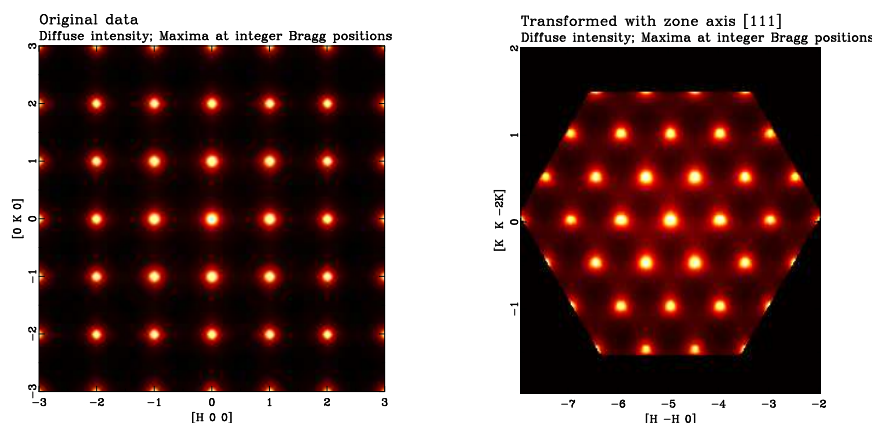 Original data
Diffuse intensity; Maxima at integer Bragg positions
3
2
1
0
-1
-2
-3
[0 K 0]
-3 -2 -1 0 1 2 3
[H 0 0]
Transformed with zone axis [111]
Diffuse intensity; Maxima at integer Bragg positions
2
1
0
-1
[K K -2K]
-7 -6 -5 -4 -3 -2
[H -H 0]